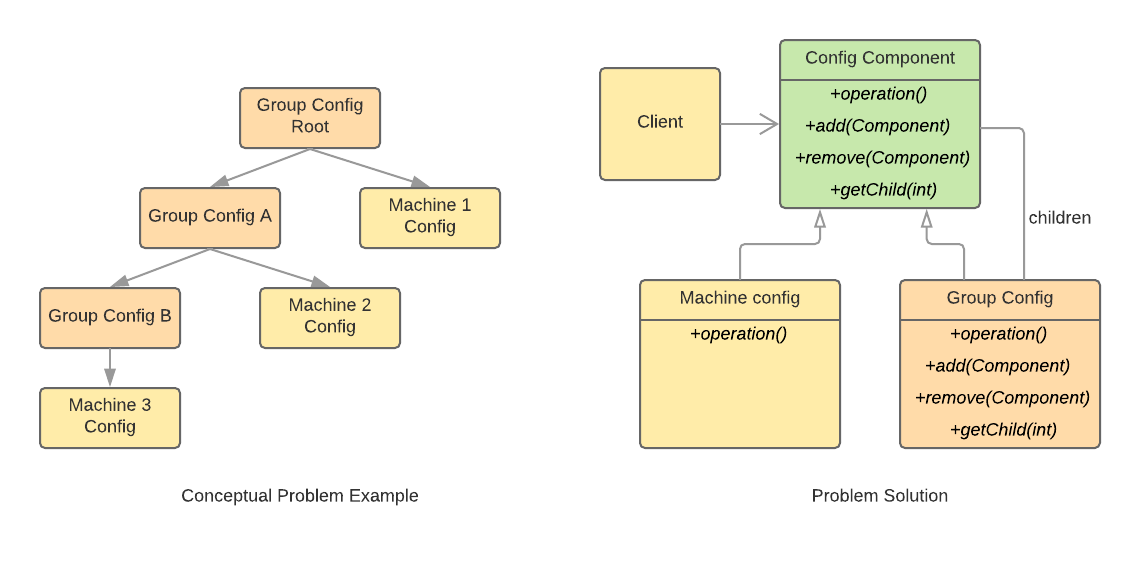 Group Config
Root
Group Config A
Machine 1
Config
Group Config B
Machine 2
Config
Machine 3
Config
Conceptual Problem Example
Client
Config Component
+operation()
+add(Component)
+remove(Component)
+getChild(int)
children
Machine config
+operation()
Group Config
+operation()
+add(Component)
+remove(Component)
+getChild(int)
Problem Solution